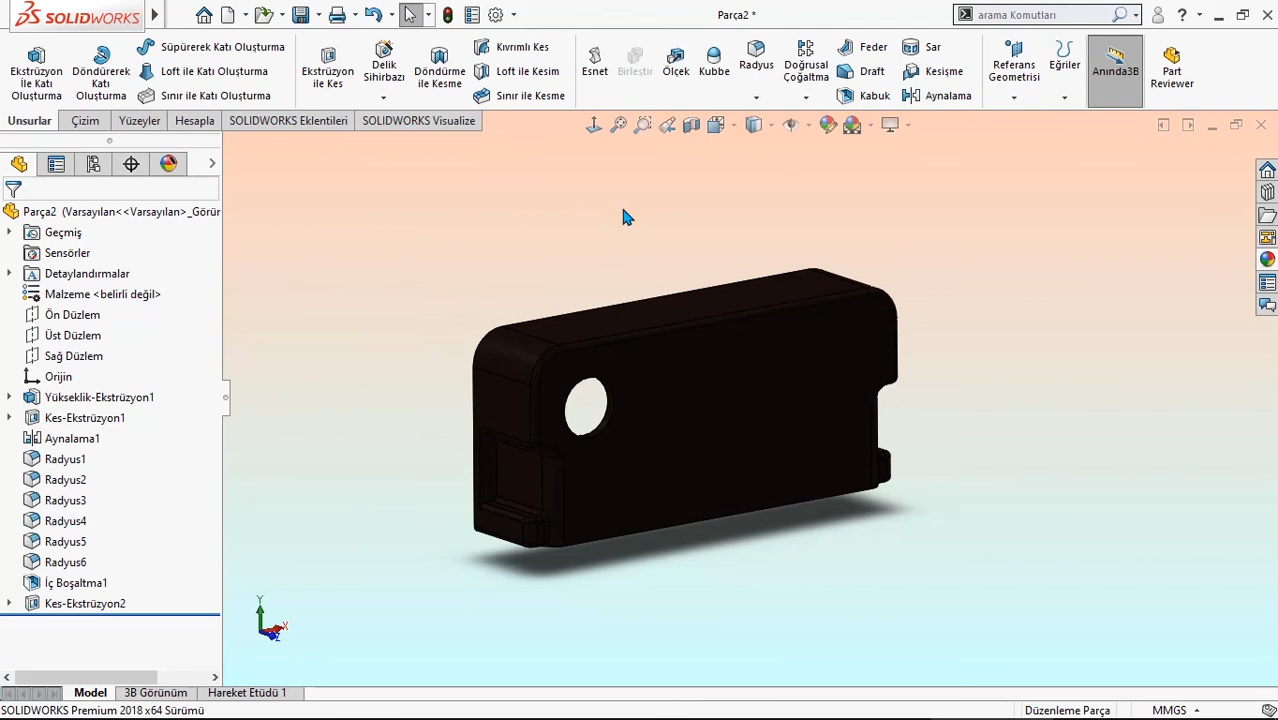 SOLIDWORKS
Parça2 *
arama Komutları
Ekstrüzyon İle Katı Oluşturma
Döndürerek Katı Oluşturma
Süpürerek Katı Oluşturma
Loft ile Katı Oluşturma
Sınır ile Katı Oluşturma
Ekstrüzyon ile Kes
Delik Sihirbazı
Döndürme ile Kesme
Kıvrımlı Kes
Loft ile Kesim
Sınır ile Kesme
Esnet
Birleştir
Ölçek
Kubbe
Radyus
Doğrusal Çoğaltma
Feder
Draft
Kabuk
Sar
Kesişme
Aynalama
Referans Geometrisi
Eğriler
Anında3B
Part Reviewer
Unsurlar
Çizim
Yüzeyler
Hesapla
SOLIDWORKS Eklentileri
SOLIDWORKS Visualize
Parça2 (Varsayılan<<Varsayılan>_Görür
Geçmiş
Sensörler
Detaylandırmalar
Malzeme <belirli değil>
Ön Düzlem
Üst Düzlem
Sağ Düzlem
Orijin
Yükseklik-Ekstrüzyon1
Kes-Ekstrüzyon1
Aynalama1
Radyus1
Radyus2
Radyus3
Radyus4
Radyus5
Radyus6
İç Boşaltma1
Kes-Ekstrüzyon2
Y
X
Z
Model
3B Görünüm
Hareket Etüdü 1
SOLIDWORKS Premium 2018 x64 Sürümü
Düzenleme Parça
MMGS